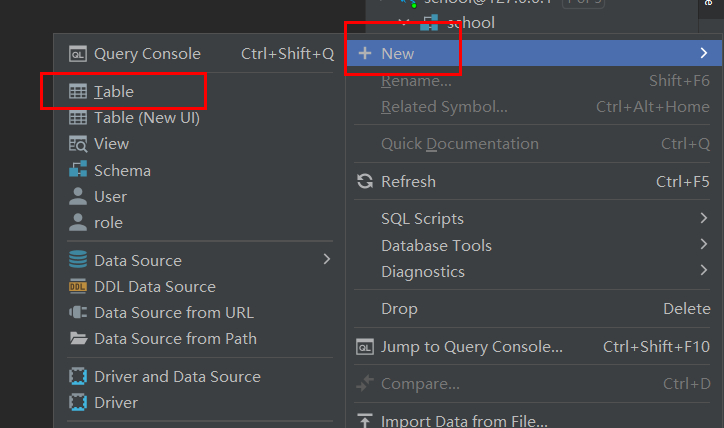 school@127.0.0.1
school
Query Console Ctrl+Shift+Q
Table
Table (New UI)
View
Schema
User
role
Data Source
DDL Data Source
Data Source from URL
Data Source from Path
Driver and Data Source
Driver
New
Rename... Shift+F6
Related Symbol... Ctrl+Alt+Home
Quick Documentation Ctrl+Q
Refresh Ctrl+F5
SQL Scripts
Database Tools
Diagnostics
Drop Delete
Jump to Query Console... Ctrl+Shift+F10
Compare... Ctrl+D
Import Data from File...